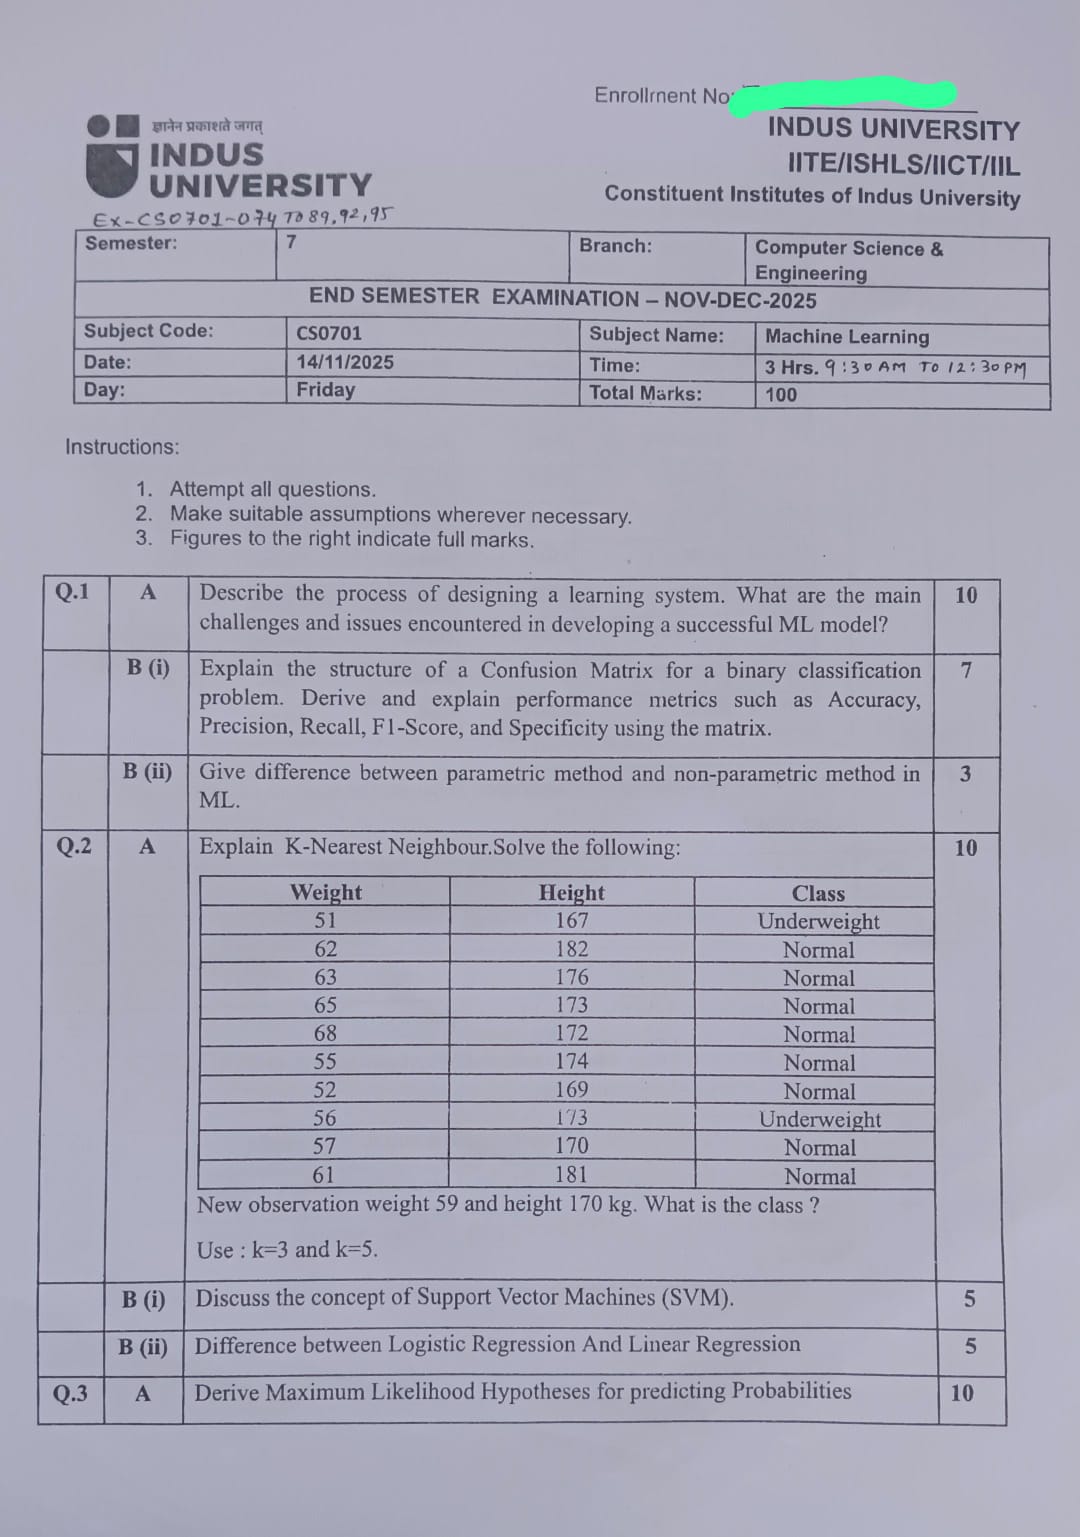 Enrollment No:
ज्ञानेन प्रकाशते जगत्
INDUS
UNIVERSITY
INDUS UNIVERSITY
IITE/ISHLS/IICT/IIL
Constituent Institutes of Indus University
EX-CS0701-074 TO 89,92,95
Semester: 7 Branch: Computer Science &
Engineering
END SEMESTER EXAMINATION – NOV-DEC-2025
Subject Code: CS0701 Subject Name: Machine Learning
Date: 14/11/2025 Time: 3 Hrs. 9:30 AM TO 12:30 PM
Day: Friday Total Marks: 100
Instructions:
1. Attempt all questions.
2. Make suitable assumptions wherever necessary.
3. Figures to the right indicate full marks.
Q.1 A Describe the process of designing a learning system. What are the main 10
challenges and issues encountered in developing a successful ML model?
B (i) Explain the structure of a Confusion Matrix for a binary classification 7
problem. Derive and explain performance metrics such as Accuracy,
Precision, Recall, F1-Score, and Specificity using the matrix.
B (ii) Give difference between parametric method and non-parametric method in 3
ML.
Q.2 A Explain K-Nearest Neighbour.Solve the following: 10
Weight Height Class
51 167 Underweight
62 182 Normal
63 176 Normal
65 173 Normal
68 172 Normal
55 174 Normal
52 169 Normal
56 173 Underweight
57 170 Normal
61 181 Normal
New observation weight 59 and height 170 kg. What is the class ?
Use : k=3 and k=5.
B (i) Discuss the concept of Support Vector Machines (SVM). 5
B (ii) Difference between Logistic Regression And Linear Regression 5
Q.3 A Derive Maximum Likelihood Hypotheses for predicting Probabilities 10